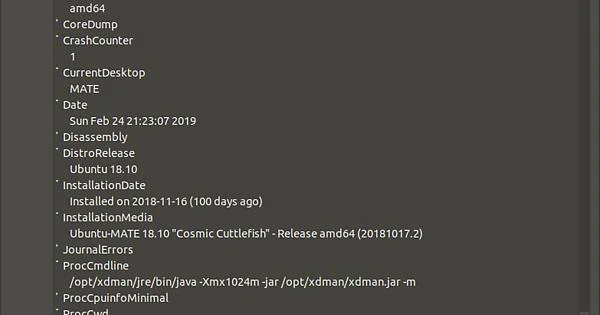 amd64
CoreDump
CrashCounter
1
CurrentDesktop
MATE
Date
Sun Feb 24 21:23:07 2019
Disassembly
DistroRelease
Ubuntu 18.10
InstallationDate
Installed on 2018-11-16 (100 days ago)
InstallationMedia
Ubuntu-MATE 18.10 "Cosmic Cuttlefish" - Release amd64 (20181017.2)
JournalErrors
ProcCmdline
/opt/xdman/jre/bin/java -Xmx1024m -jar /opt/xdman/xdman.jar -m
ProcCpuinfoMinimal
ProcCwd